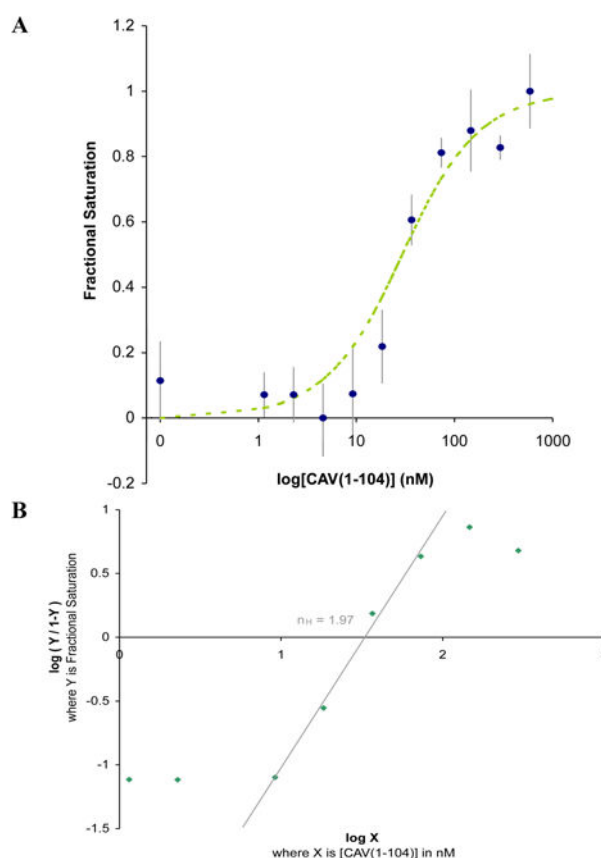 A
1.2
1
0.8
0.6
0.4
0.2
0
-0.2
Fractional Saturation
0 1 10 100 1000
log[CAV(1-104)] (nM)
B
1
0.5
0
-0.5
-1
-1.5
log ( Y / 1-Y )
where Y is Fractional Saturation
nH = 1.97
0 1 2
log X
where X is [CAV(1-104)] in nM